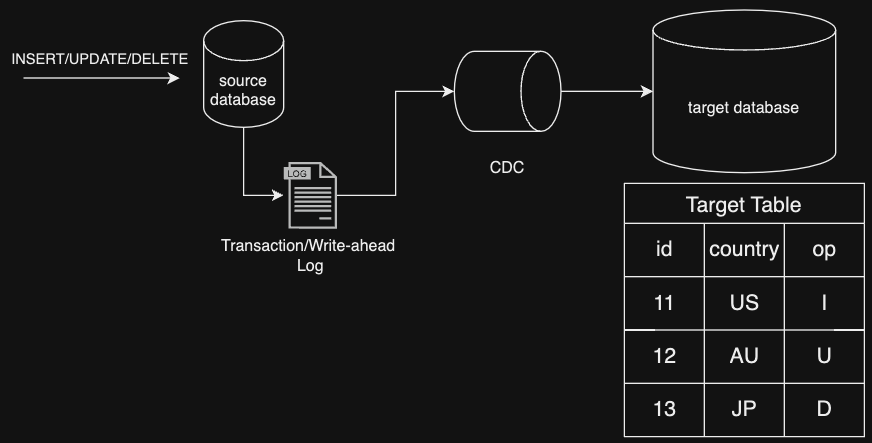 INSERT/UPDATE/DELETE
source
database
LOG
Transaction/Write-ahead
Log
CDC
target database
Target Table
id country op
11 US I
12 AU U
13 JP D